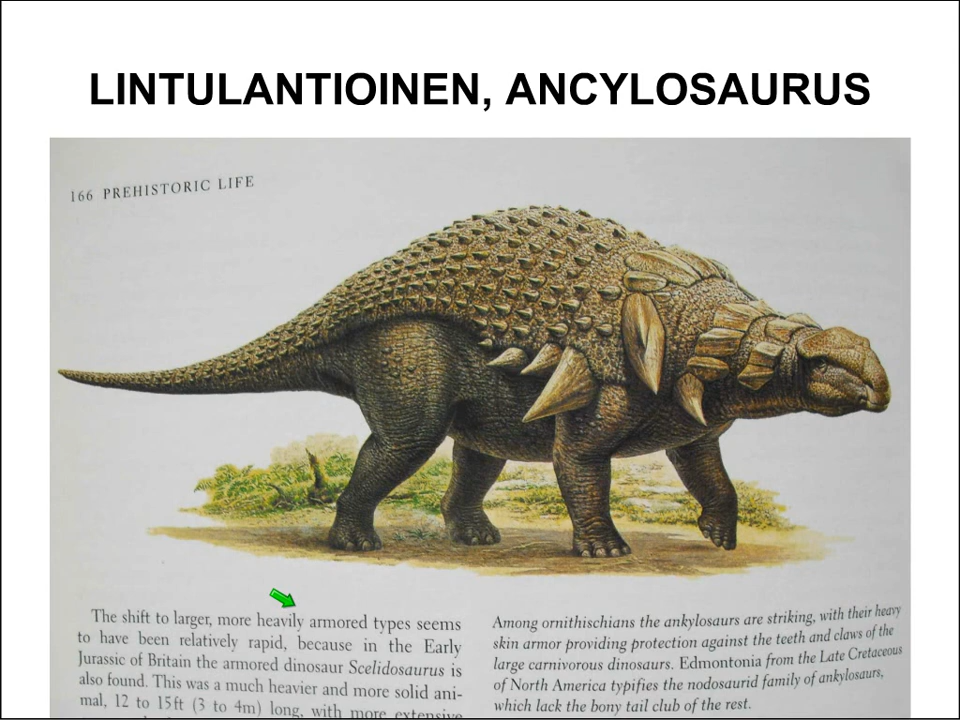 LINTULANTIOINEN, ANCYLOSAURUS
166 PREHISTORIC LIFE
The shift to larger, more heavily armored types seems
to have been relatively rapid, because in the Early
Jurassic of Britain the armored dinosaur Scelidosaurus is
also found. This was a much heavier and more solid ani-
mal, 12 to 15ft (3 to 4m) long, with more extensive
Among ornithischians the ankylosaurs are striking, with their heavy
skin armor providing protection against the teeth and claws of the
large carnivorous dinosaurs. Edmontonia from the Late Cretaceous
of North America typifies the nodosaurid family of ankylosaurs,
which lack the bony tail club of the rest.